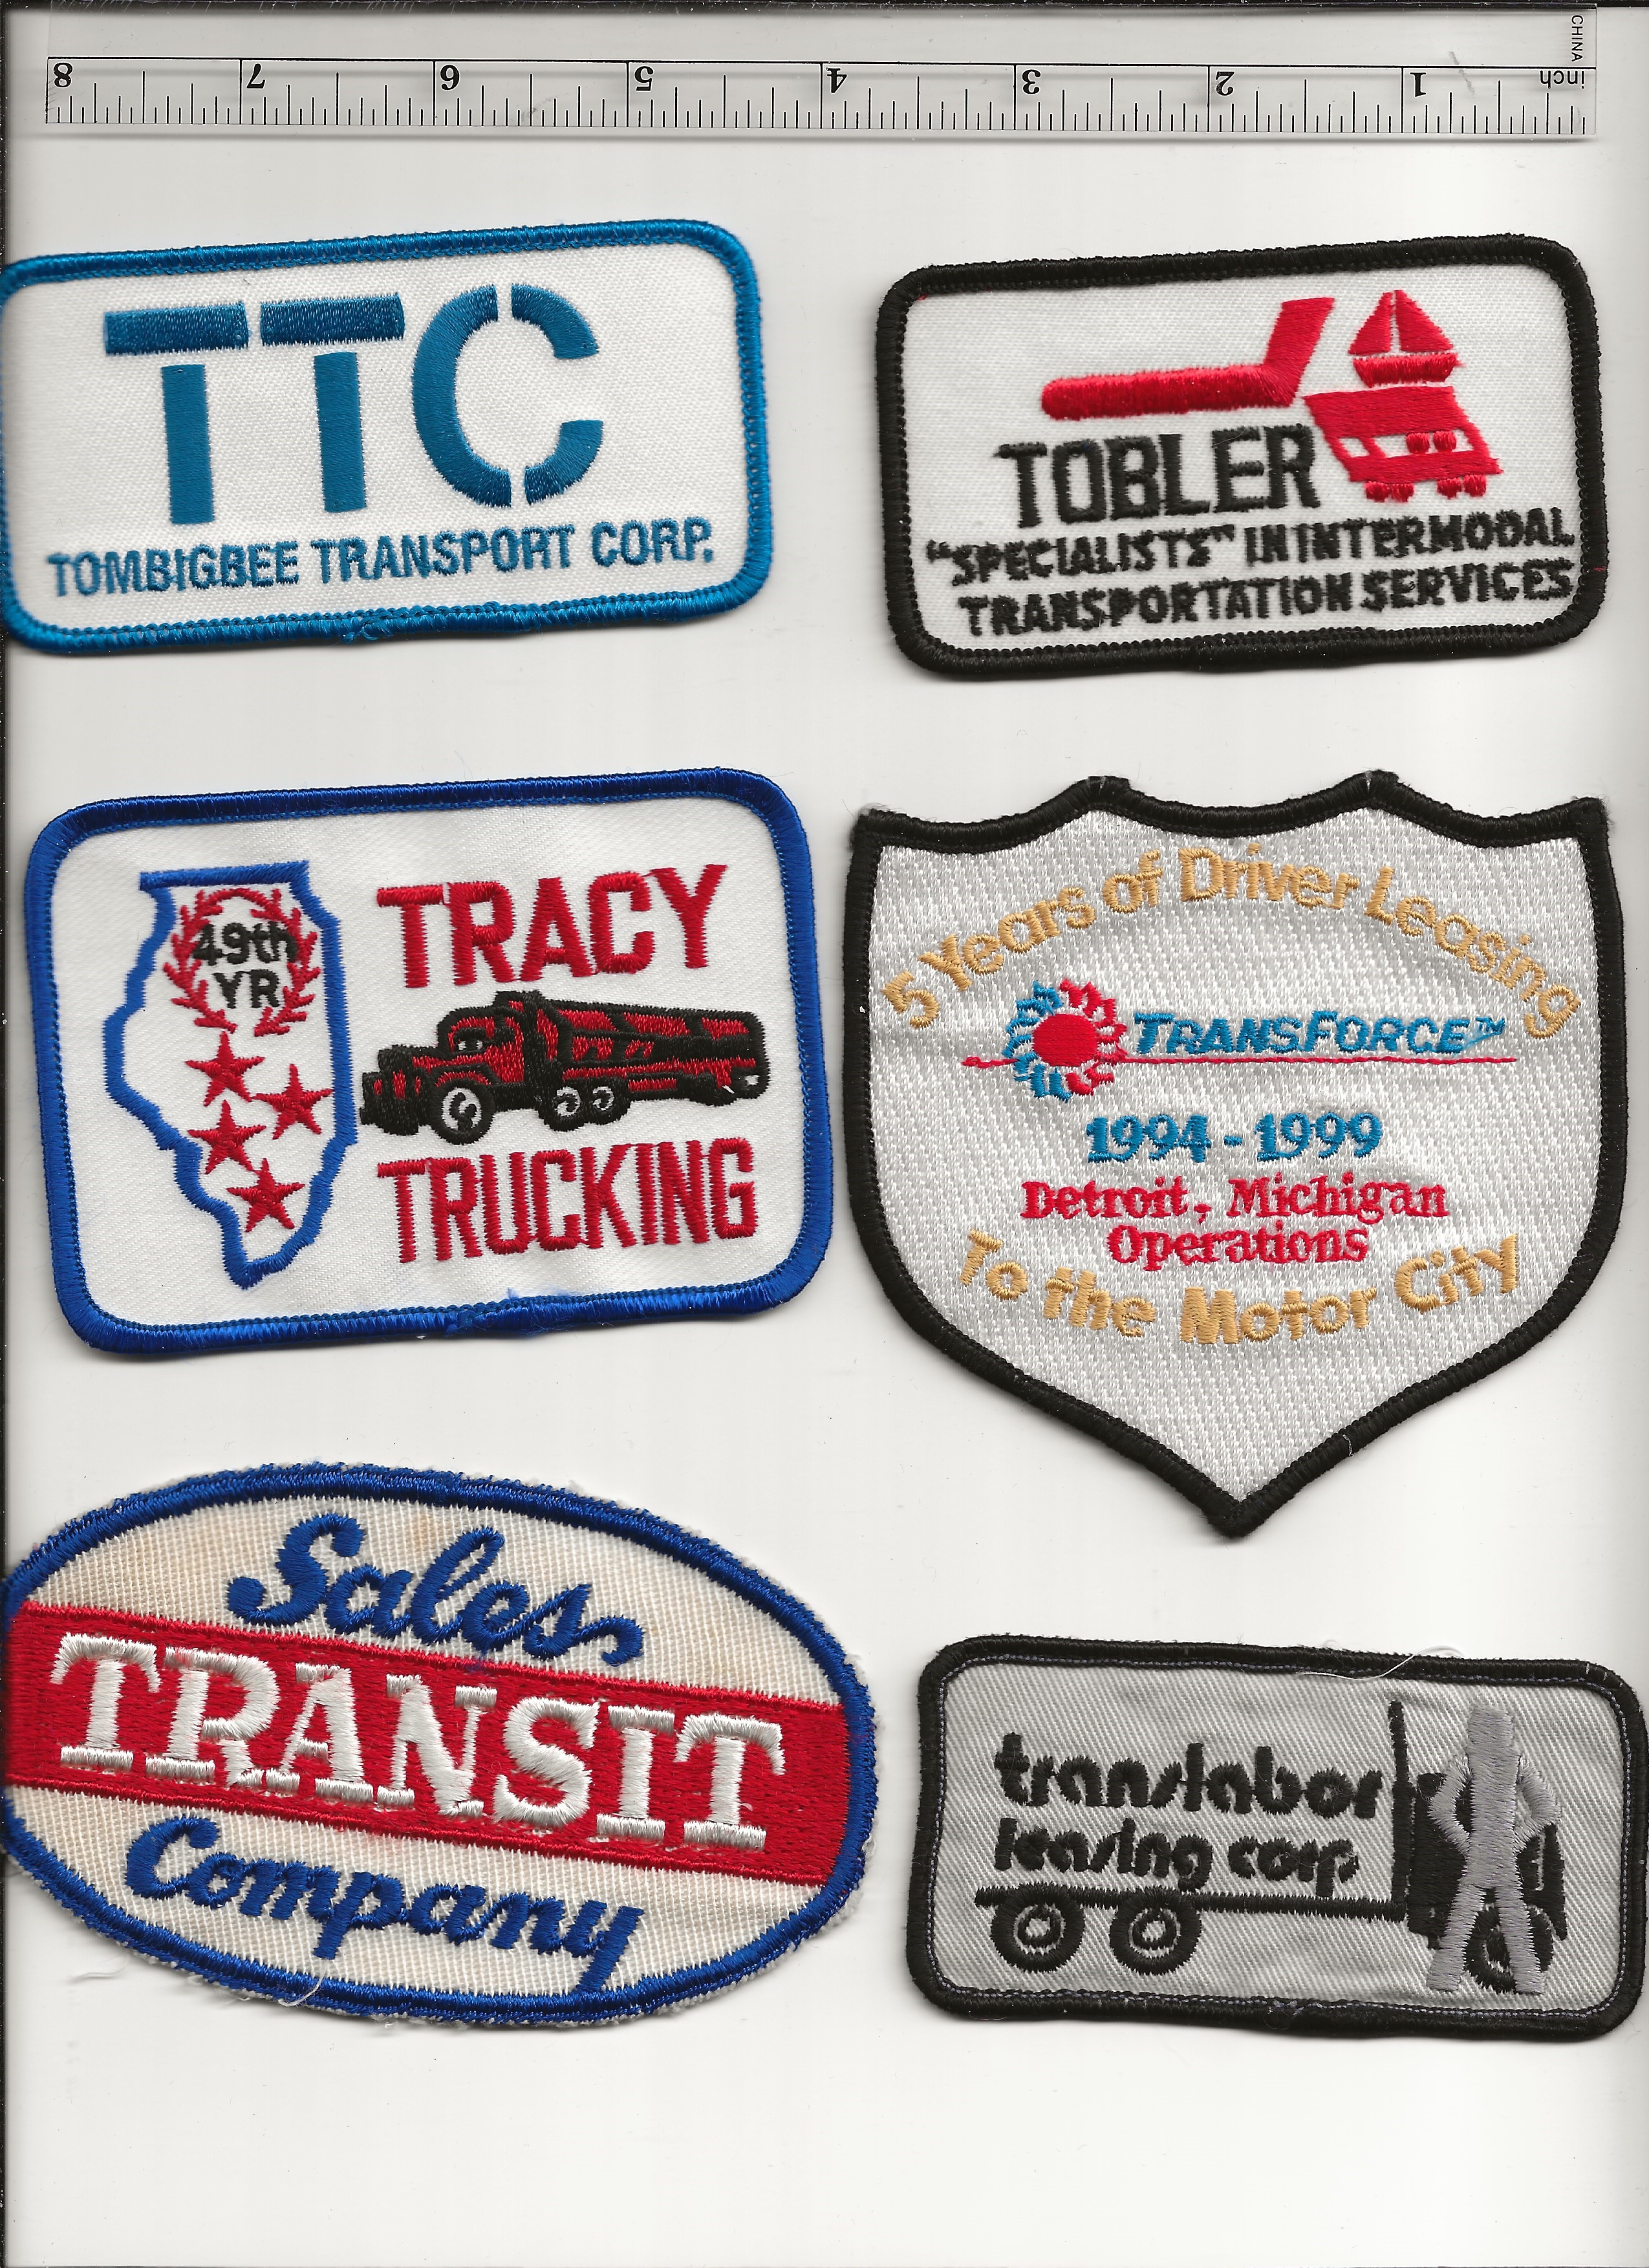 CHINA
inch
8 7 6 5 4 3 2 1
TTC
TOMBIGBEE TRANSPORT CORP.
TOBLER
"SPECIALISTS" IN INTERMODAL
TRANSPORTATION SERVICES
49th
YR
TRACY
TRUCKING
5 Years of Driver Leasing
TRANSFORCE™
1994 - 1999
Detroit, Michigan
Operations
To the Motor City
Sales
TRANSIT
Company
translabor
leasing corp.